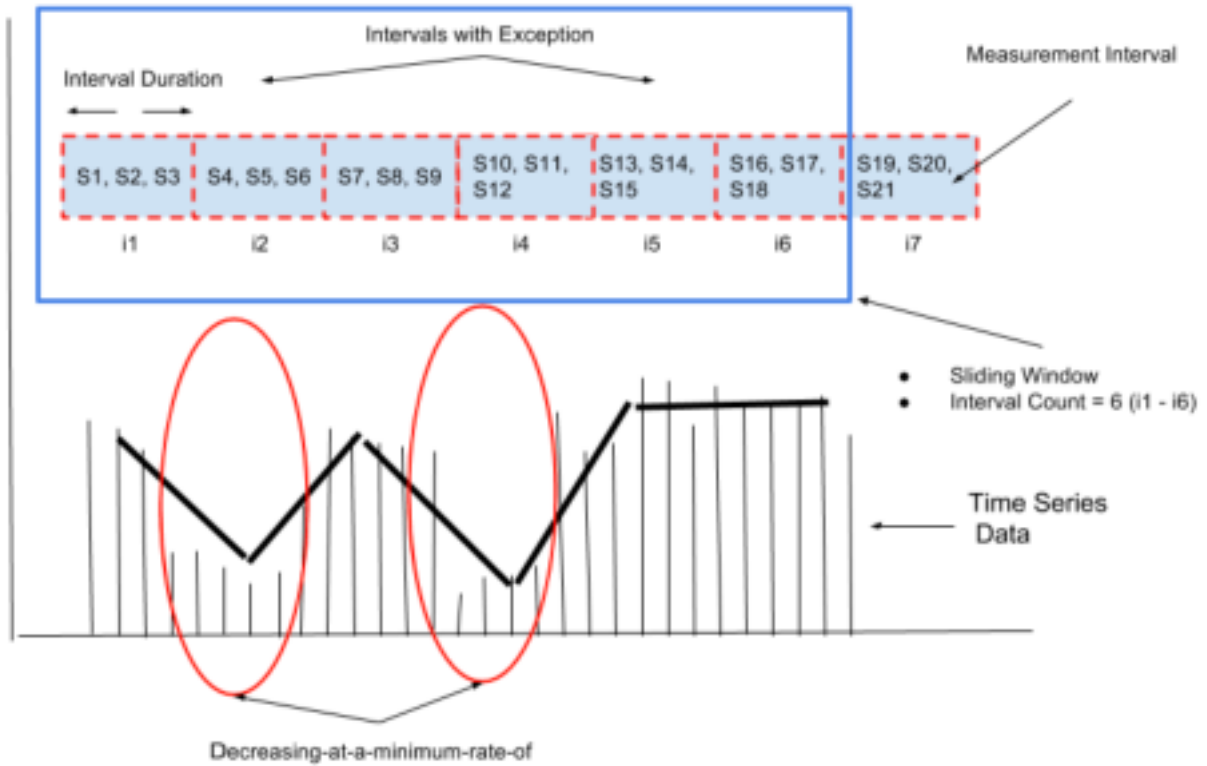 Intervals with Exception
Measurement Interval
Interval Duration
S1, S2, S3
S4, S5, S6
S7, S8, S9
S10, S11,
S12
S13, S14,
S15
S16, S17,
S18
S19, S20,
S21
i1
i2
i3
i4
i5
i6
i7
• Sliding Window
• Interval Count = 6 (i1 - i6)
Time Series
Data
Decreasing-at-a-minimum-rate-of